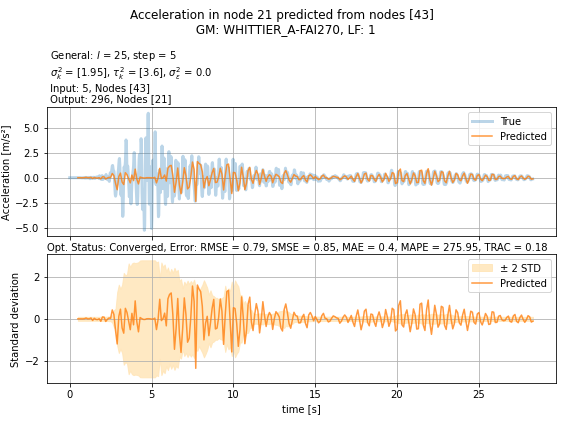 Acceleration in node 21 predicted from nodes [43]
GM: WHITTIER_A-FAI270, LF: 1
General: l = 25, step = 5
σ²ₖ = [1.95], τ²ₖ = [3.6], σ²ₑ = 0.0
Input: 5, Nodes [43]
Output: 296, Nodes [21]
Acceleration [m/s²]
5.0
2.5
0.0
−2.5
−5.0
True
Predicted
Opt. Status: Converged, Error: RMSE = 0.79, SMSE = 0.85, MAE = 0.4, MAPE = 275.95, TRAC = 0.18
Standard deviation
2
0
−2
± 2 STD
Predicted
0 5 10 15 20 25
time [s]